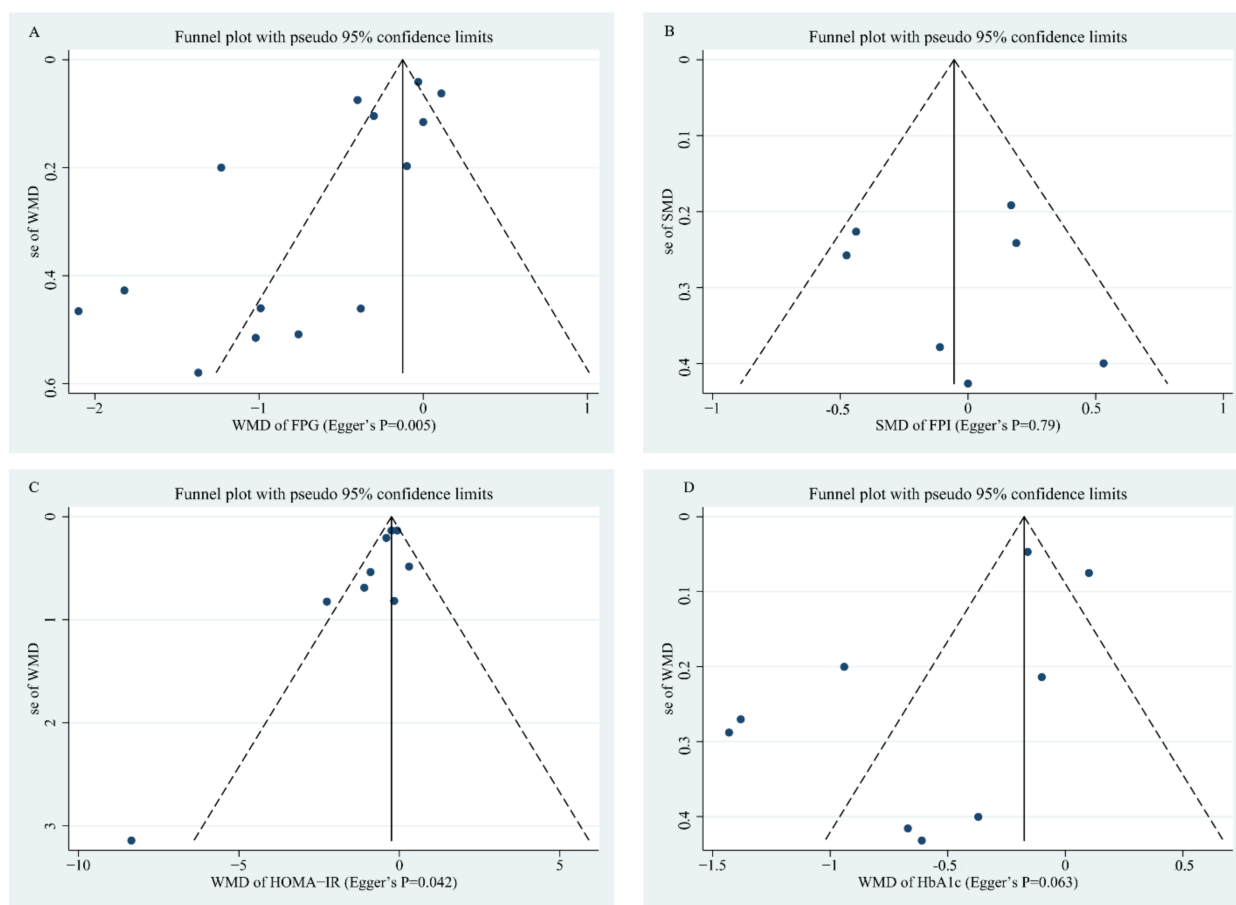 A
Funnel plot with pseudo 95% confidence limits
se of WMD
0
0.2
0.4
0.6
−2
−1
0
1
WMD of FPG (Egger’s P=0.005)
B
Funnel plot with pseudo 95% confidence limits
se of SMD
0
0.1
0.2
0.3
0.4
−1
-0.5
0
0.5
1
SMD of FPI (Egger’s P=0.79)
C
Funnel plot with pseudo 95% confidence limits
se of WMD
0
1
2
3
−10
−5
0
5
WMD of HOMA−IR (Egger’s P=0.042)
D
Funnel plot with pseudo 95% confidence limits
se of WMD
0
0.1
0.2
0.3
0.4
−1.5
−1
-0.5
0
0.5
WMD of HbA1c (Egger’s P=0.063)